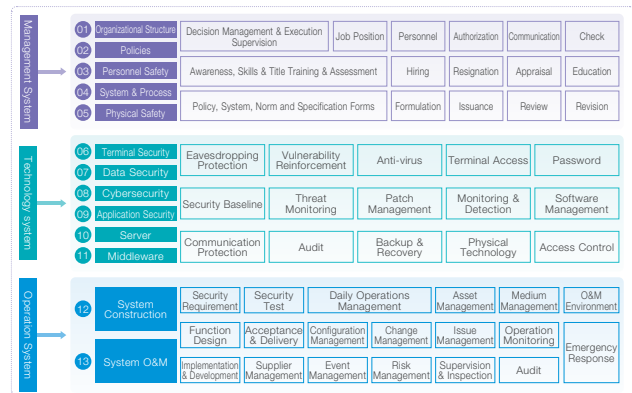 Management System
01 Organizational Structure
02 Policies
03 Personnel Safety
04 System & Process
05 Physical Safety
Decision Management & Execution
Supervision
Job Position
Personnel
Authorization
Communication
Check
Awareness, Skills & Title Training & Assessment
Hiring
Resignation
Appraisal
Education
Policy, System, Norm and Specification Forms
Formulation
Issuance
Review
Revision
Technology system
06 Terminal Security
07 Data Security
08 Cybersecurity
09 Application Security
10 Server
11 Middleware
Eavesdropping
Protection
Vulnerability
Reinforcement
Anti-virus
Terminal Access
Password
Security Baseline
Threat
Monitoring
Patch
Management
Monitoring &
Detection
Software
Management
Communication
Protection
Audit
Backup &
Recovery
Physical
Technology
Access Control
Operation System
12 System
Construction
13 System O&M
Security
Requirement
Security
Test
Daily Operations
Management
Asset
Management
Medium
Management
O&M
Environment
Function
Design
Acceptance
& Delivery
Configuration
Management
Change
Management
Issue
Management
Operation
Monitoring
Emergency
Response
Implementation
& Development
Supplier
Management
Event
Management
Risk
Management
Supervision
& Inspection
Audit